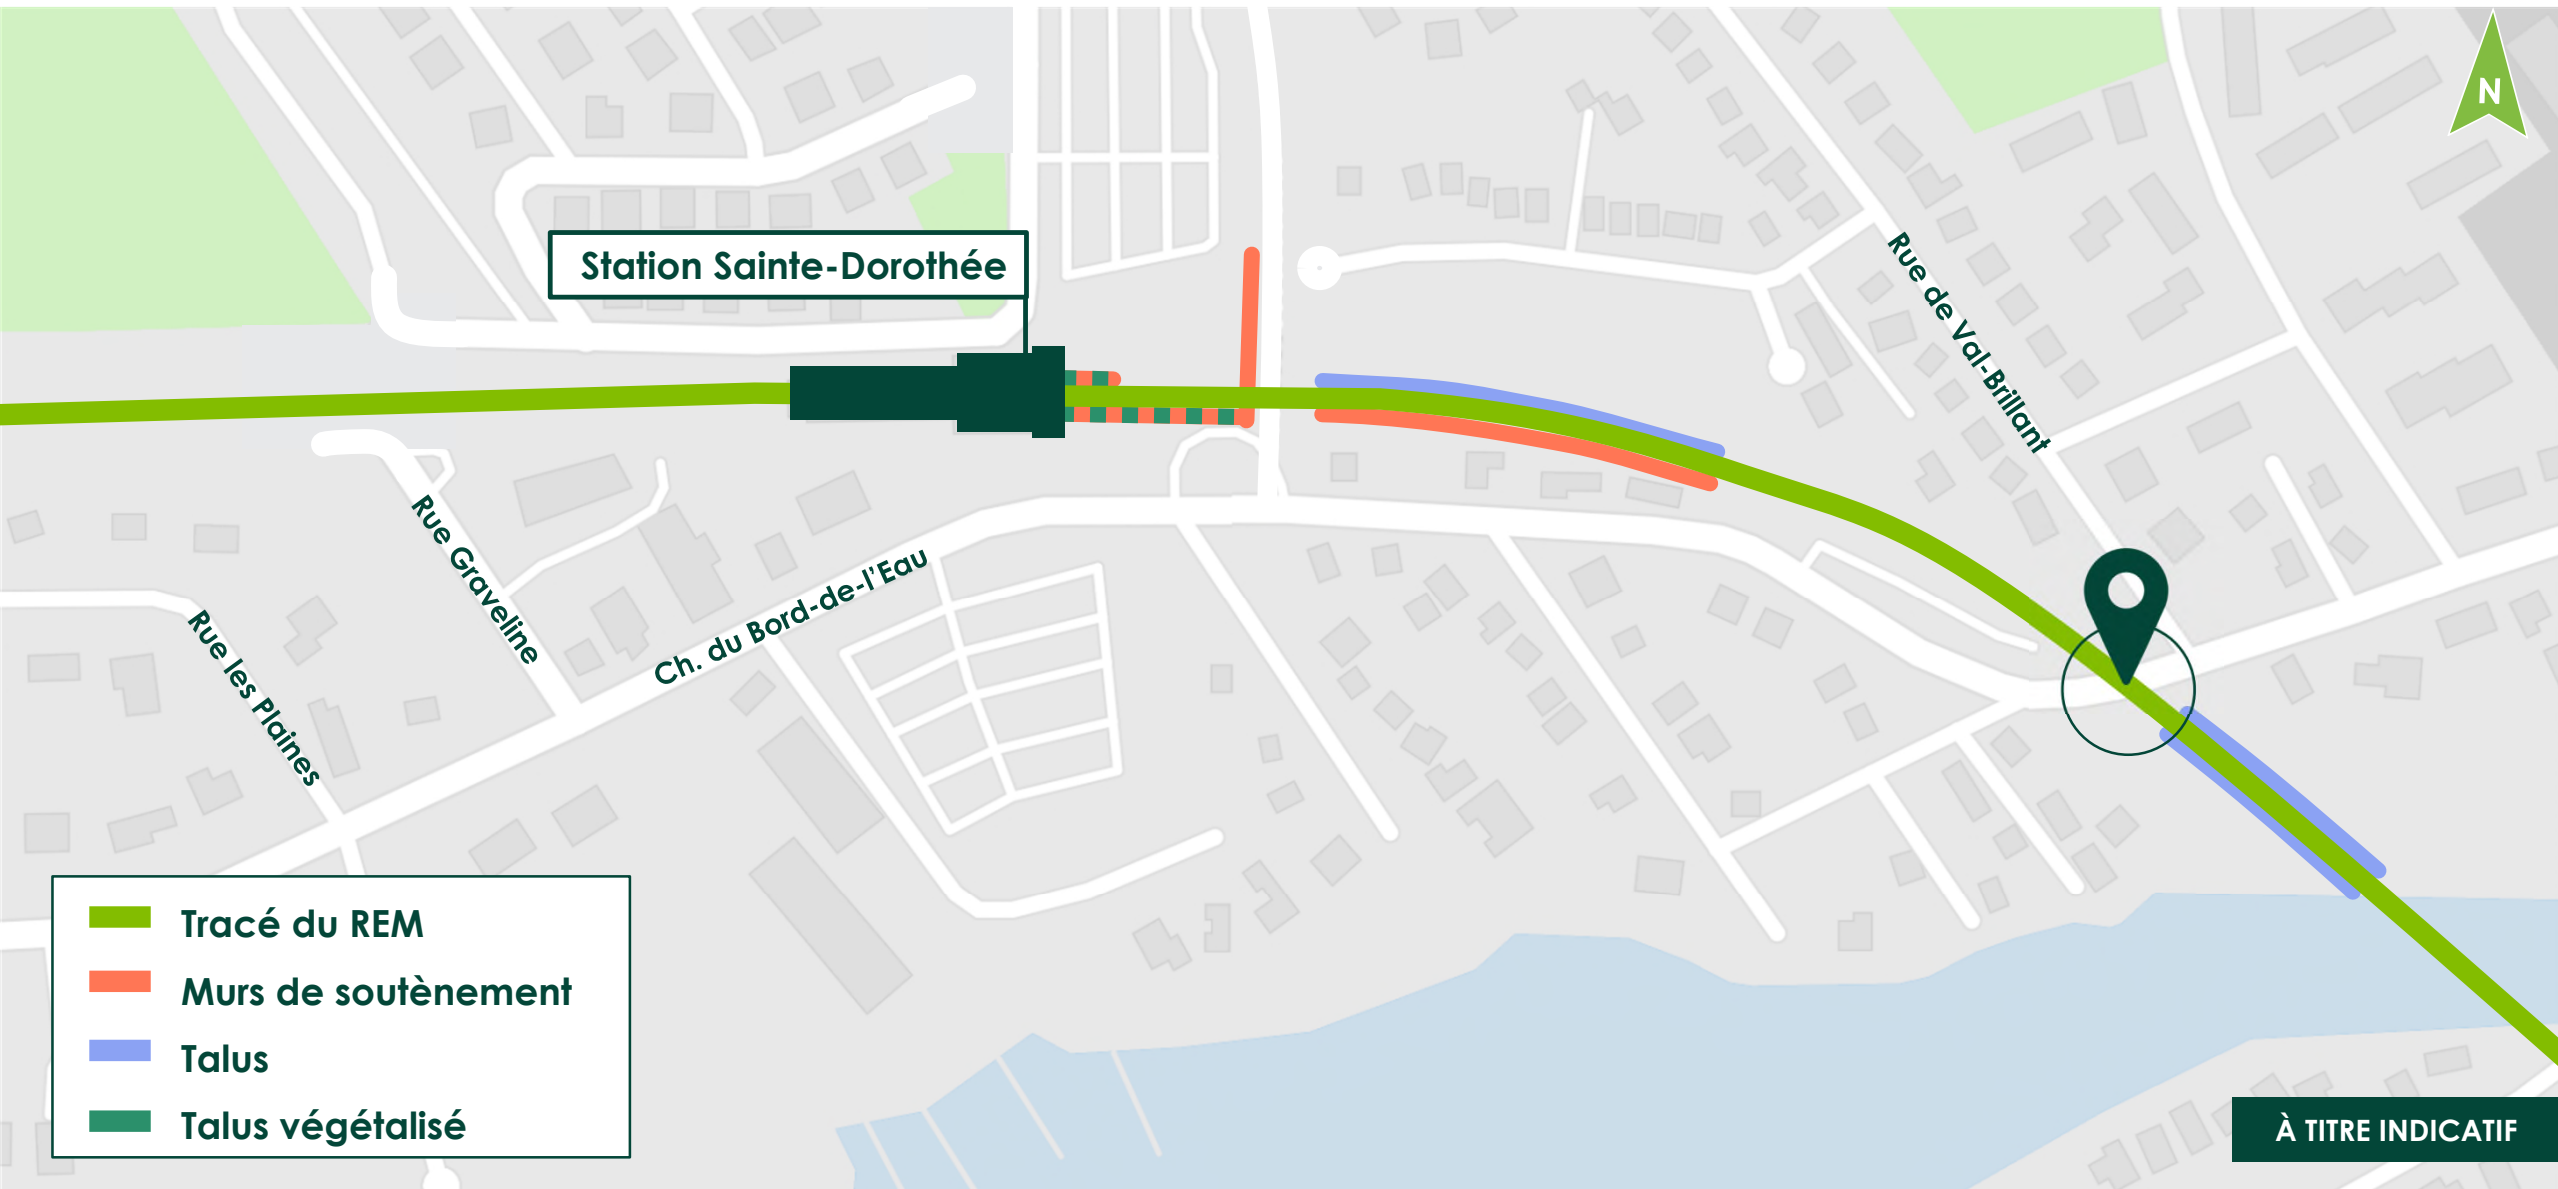 N
Station Sainte-Dorothée
Rue de Val-Brillant
Rue Graveline
Ch. du Bord-de-l'Eau
Rue les Plaines
Tracé du REM
Murs de soutènement
Talus
Talus végétalisé
À TITRE INDICATIF